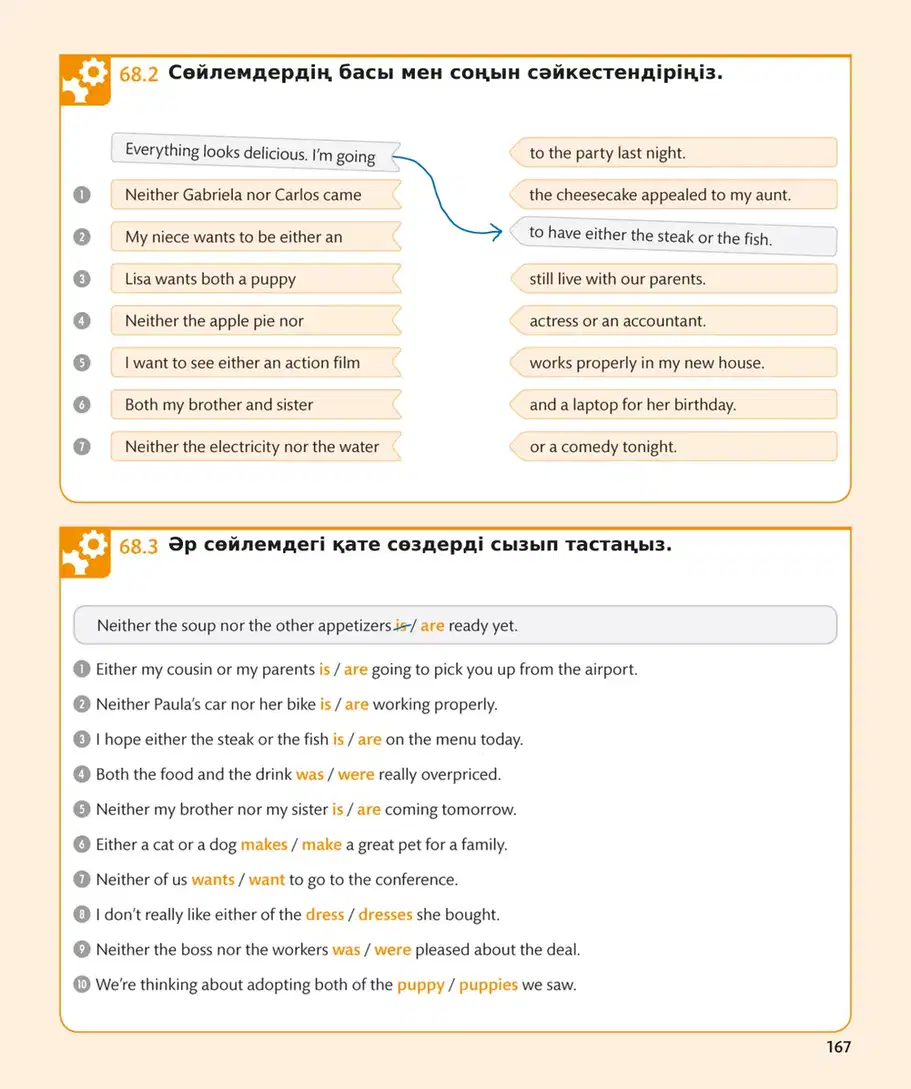 68.2 Сөйлемдердің басы мен соңын сәйкестендіріңіз.
Everything looks delicious. I'm going
to the party last night.
1 Neither Gabriela nor Carlos came
the cheesecake appealed to my aunt.
2 My niece wants to be either an
to have either the steak or the fish.
3 Lisa wants both a puppy
still live with our parents.
4 Neither the apple pie nor
actress or an accountant.
5 I want to see either an action film
works properly in my new house.
6 Both my brother and sister
and a laptop for her birthday.
7 Neither the electricity nor the water
or a comedy tonight.
68.3 Әр сөйлемдегі қате сөздерді сызып тастаңыз.
Neither the soup nor the other appetizers is / are ready yet.
1 Either my cousin or my parents is / are going to pick you up from the airport.
2 Neither Paula's car nor her bike is / are working properly.
3 I hope either the steak or the fish is / are on the menu today.
4 Both the food and the drink was / were really overpriced.
5 Neither my brother nor my sister is / are coming tomorrow.
6 Either a cat or a dog makes / make a great pet for a family.
7 Neither of us wants / want to go to the conference.
8 I don't really like either of the dress / dresses she bought.
9 Neither the boss nor the workers was / were pleased about the deal.
10 We're thinking about adopting both of the puppy / puppies we saw.
167